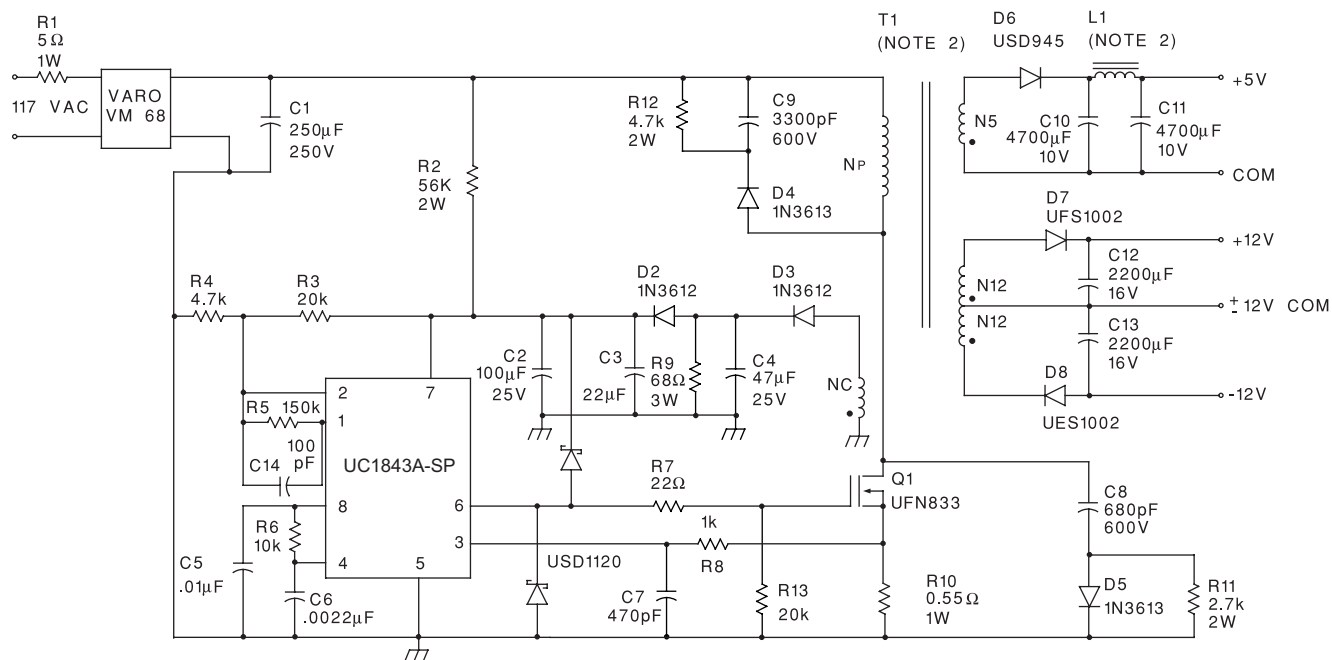 R1
5Ω
1W
117 VAC
VARO
VM 68
C1
250µF
250V
R2
56K
2W
R12
4.7k
2W
C9
3300pF
600V
D4
1N3613
NP
T1
(NOTE 2)
D6
USD945
L1
(NOTE 2)
+5V
N5
C10
4700µF
10V
C11
4700µF
10V
COM
D7
UFS1002
+12V
N12
C12
2200µF
16V
± 12V COM
N12
C13
2200µF
16V
D8
-12V
UES1002
R4
4.7k
R3
20k
D2
1N3612
D3
1N3612
C2
100µF
25V
C3
22µF
R9
68Ω
3W
C4
47µF
25V
NC
2
7
R5 150k
1
100
pF
C14
UC1843A-SP
8
6
R6
10k
3
4
5
C5
.01µF
C6
.0022µF
USD1120
R7
22Ω
1k
R8
Q1
UFN833
C7
470pF
R13
20k
R10
0.55Ω
1W
C8
680pF
600V
D5
1N3613
R11
2.7k
2W